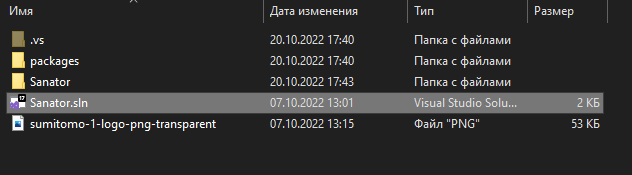 Имя Дата изменения Тип Размер
.vs 20.10.2022 17:40 Папка с файлами
packages 20.10.2022 17:40 Папка с файлами
Sanator 20.10.2022 17:43 Папка с файлами
17 Sanator.sln 07.10.2022 13:01 Visual Studio Solu... 2 КБ
sumitomo-1-logo-png-transparent 07.10.2022 13:15 Файл "PNG" 53 КБ